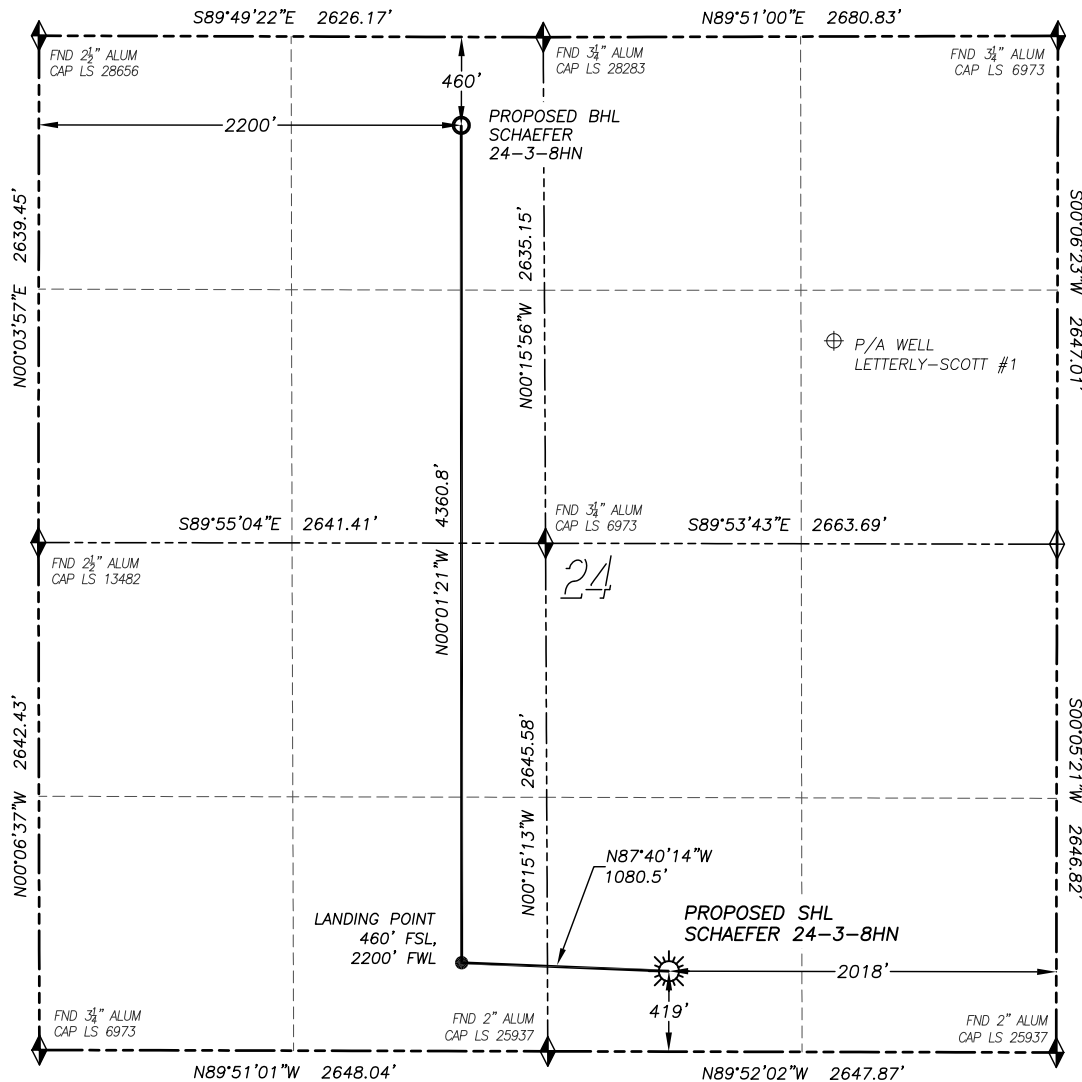 S89°49'22"E 2626.17'
N89°51'00"E 2680.83'
FND 2½" ALUM
CAP LS 28656
FND 3¼" ALUM
CAP LS 28283
FND 3¼" ALUM
CAP LS 6973
460'
2200'
PROPOSED BHL
SCHAEFER
24-3-8HN
N00°03'57"E 2639.45'
N00°15'56"W 2635.15'
S00°06'23"W 2647.01'
P/A WELL
LETTERLY-SCOTT #1
N00°01'21"W 4360.8'
S89°55'04"E 2641.41'
FND 3¼" ALUM
CAP LS 6973
S89°53'43"E 2663.69'
FND 2½" ALUM
CAP LS 13482
24
N00°06'37"W 2642.43'
N00°15'13"W 2645.58'
S00°05'21"W 2646.82'
N87°40'14"W
1080.5'
LANDING POINT
460' FSL,
2200' FWL
PROPOSED SHL
SCHAEFER 24-3-8HN
2018'
419'
FND 3¼" ALUM
CAP LS 6973
FND 2" ALUM
CAP LS 25937
FND 2" ALUM
CAP LS 25937
N89°51'01"W 2648.04'
N89°52'02"W 2647.87'